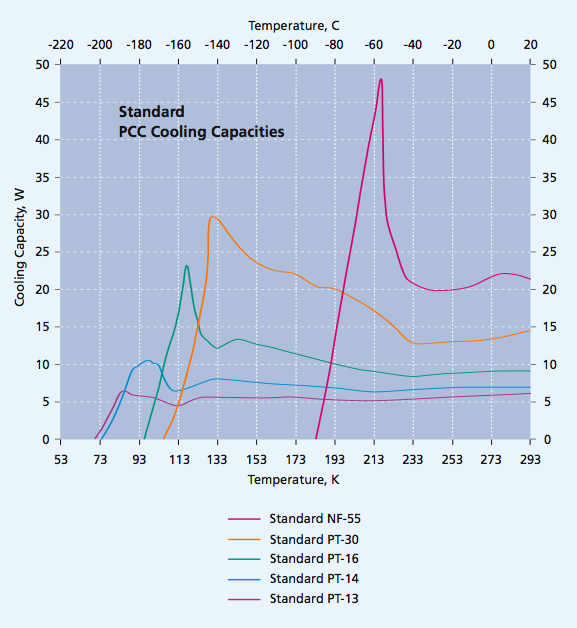 Temperature, C
-220 -200 -180 -160 -140 -120 -100 -80 -60 -40 -20 0 20
50 50
45 45
Standard
PCC Cooling Capacities
40 40
35 35
30 30
Cooling Capacity, W
25 25
20 20
15 15
10 10
5 5
0 0
53 73 93 113 133 153 173 193 213 233 253 273 293
Temperature, K
Standard NF-55
Standard PT-30
Standard PT-16
Standard PT-14
Standard PT-13